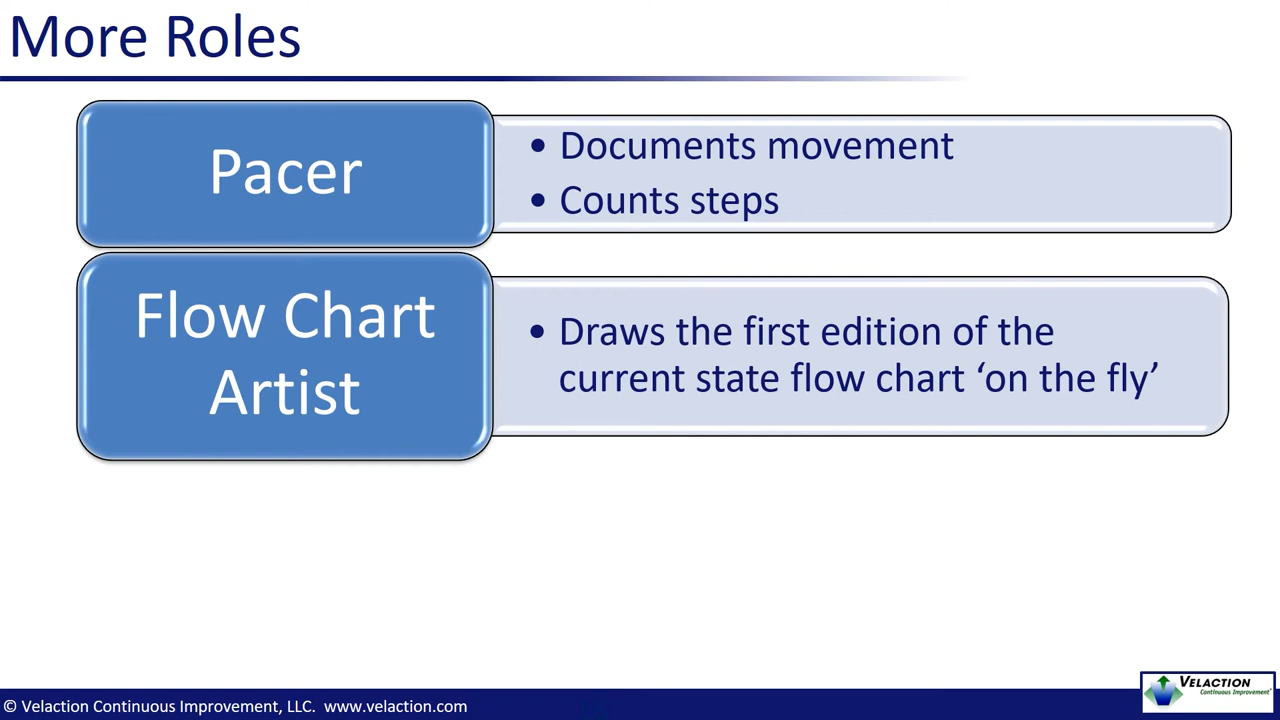 More Roles
Pacer
• Documents movement
• Counts steps
Flow Chart
Artist
• Draws the first edition of the
current state flow chart ‘on the fly’
© Velaction Continuous Improvement, LLC. www.velaction.com
VELACTION
Continuous Improvement